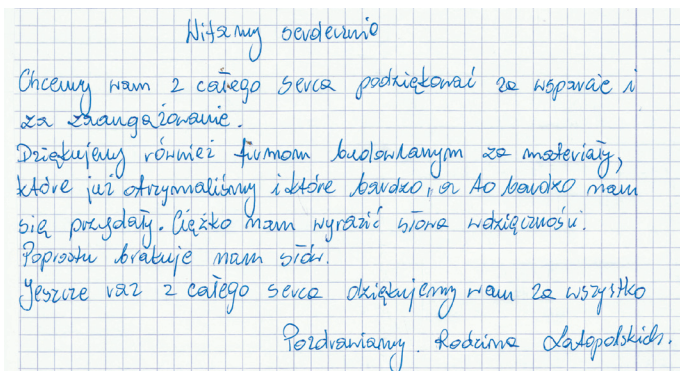 Witamy serdecznie
Chcemy wam z całego serca podziękować za wsparcie i
za zaangażowanie.
Dziękujemy również firmom budowlanym za materiały,
które już otrzymaliśmy i które bardzo, a to bardzo nam
się przydały. Ciężko nam wyrazić słowa wdzięczności.
Poprostu brakuje nam słów.
Jeszcze raz z całego serca dziękujemy wam za wszystko
Pozdrawiamy. Rodzina Latopolskich.